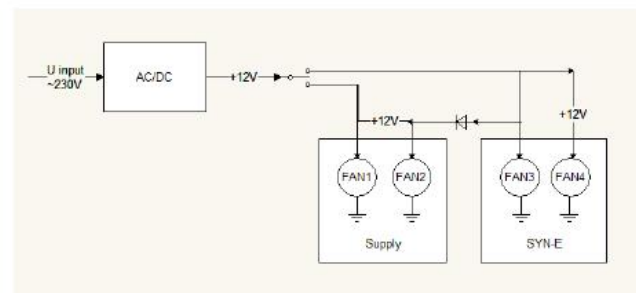 U input
~230V
AC/DC
+12V
+12V
+12V
FAN1
FAN2
FAN3
FAN4
Supply
SYN-E